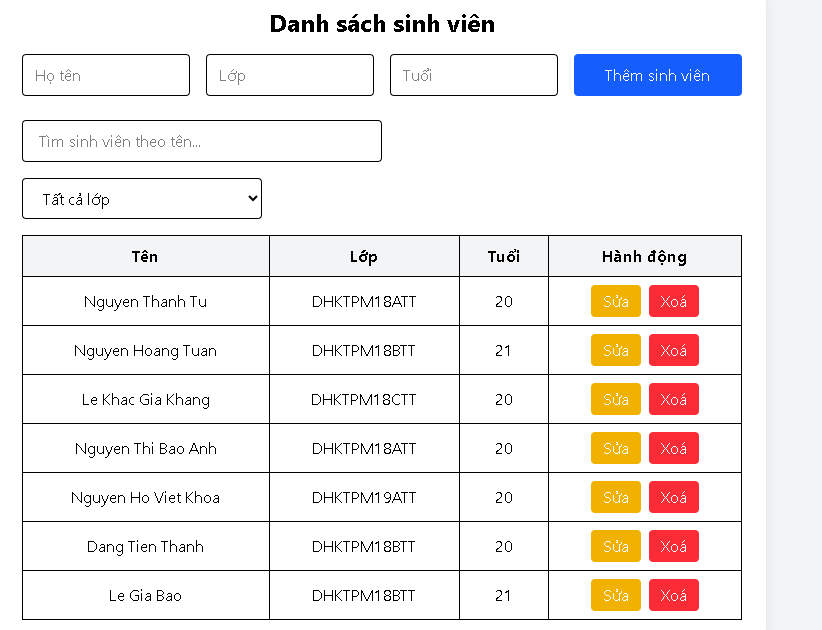 Danh sách sinh viên
Họ tên Lớp Tuổi Thêm sinh viên
Tìm sinh viên theo tên...
Tất cả lớp
Tên Lớp Tuổi Hành động
Nguyen Thanh Tu DHKTPM18ATT 20 Sửa Xoá
Nguyen Hoang Tuan DHKTPM18BTT 21 Sửa Xoá
Le Khac Gia Khang DHKTPM18CTT 20 Sửa Xoá
Nguyen Thi Bao Anh DHKTPM18ATT 20 Sửa Xoá
Nguyen Ho Viet Khoa DHKTPM19ATT 20 Sửa Xoá
Dang Tien Thanh DHKTPM18BTT 20 Sửa Xoá
Le Gia Bao DHKTPM18BTT 21 Sửa Xoá